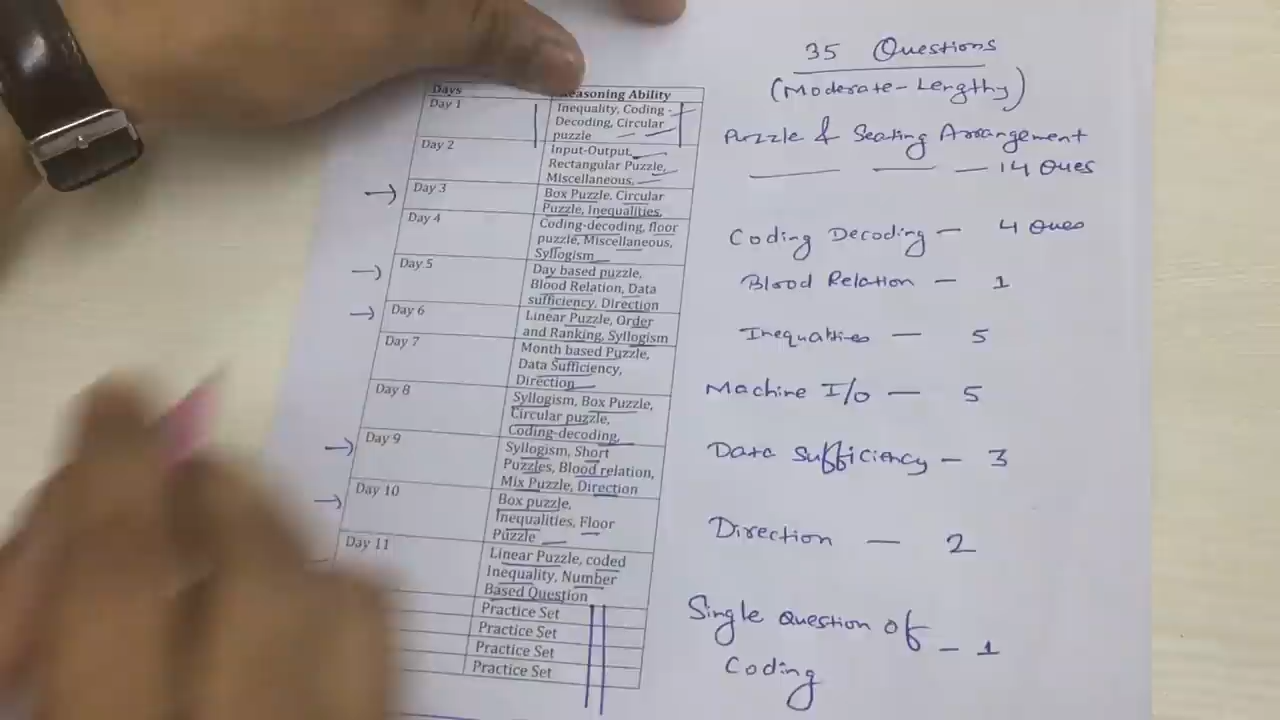 Days
Reasoning Ability
Day 1
Inequality, Coding -
Decoding, Circular
puzzle
Day 2
Input-Output,
Rectangular Puzzle,
Miscellaneous,
Day 3
Box Puzzle, Circular
Puzzle, Inequalities,
Day 4
Coding-decoding, floor
puzzle, Miscellaneous,
Syllogism
Day 5
Day based puzzle,
Blood Relation, Data
sufficiency, Direction
Day 6
Linear Puzzle, Order
and Ranking, Syllogism
Day 7
Month based Puzzle,
Data Sufficiency,
Direction
Day 8
Syllogism, Box Puzzle,
Circular puzzle,
Coding-decoding,
Day 9
Syllogism, Short
Puzzles, Blood relation,
Mix Puzzle, Direction
Day 10
Box puzzle,
Inequalities, Floor
Puzzle
Day 11
Linear Puzzle, coded
Inequality, Number
Based Question
Practice Set
Practice Set
Practice Set
Practice Set
35 Questions
(Moderate-Lengthy)
Puzzle & Seating Arrangement
— 14 Ques
Coding Decoding — 4 Ques
Blood Relation — 1
Inequalities — 5
Machine I/O — 5
Data Sufficiency — 3
Direction — 2
Single Question of
Coding — 1